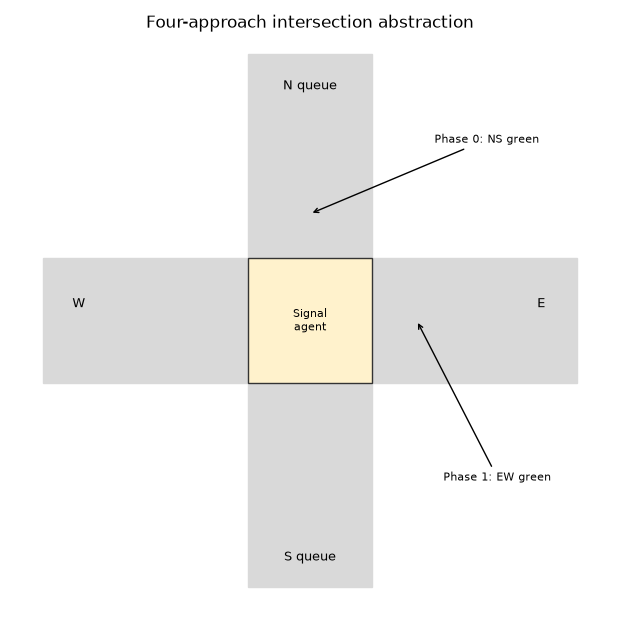 Four-approach intersection abstraction
N queue
Phase 0: NS green
W
E
Signal
agent
Phase 1: EW green
S queue